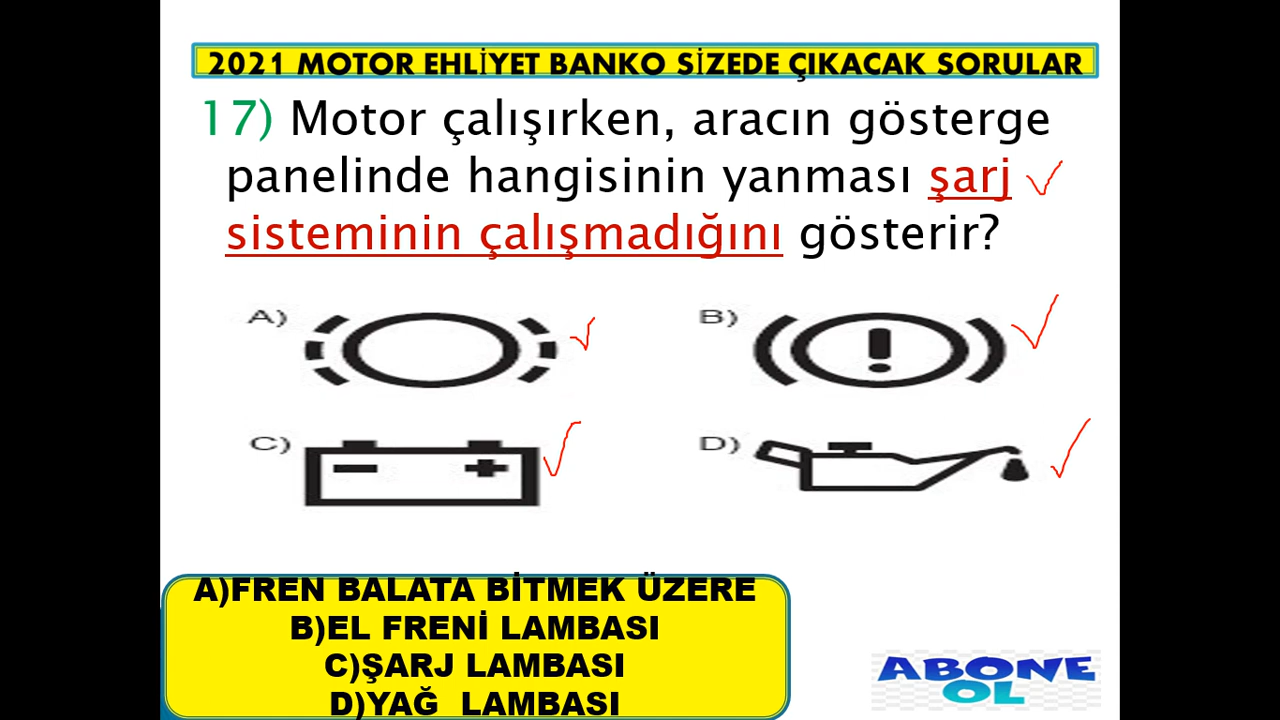 2021 MOTOR EHLİYET BANKO SİZEDE ÇIKACAK SORULAR
17) Motor çalışırken, aracın gösterge
panelinde hangisinin yanması şarj
sisteminin çalışmadığını gösterir?
A)
B)
C)
D)
A)FREN BALATA BİTMEK ÜZERE
B)EL FRENİ LAMBASI
C)ŞARJ LAMBASI
D)YAĞ LAMBASI
ABONE
OL